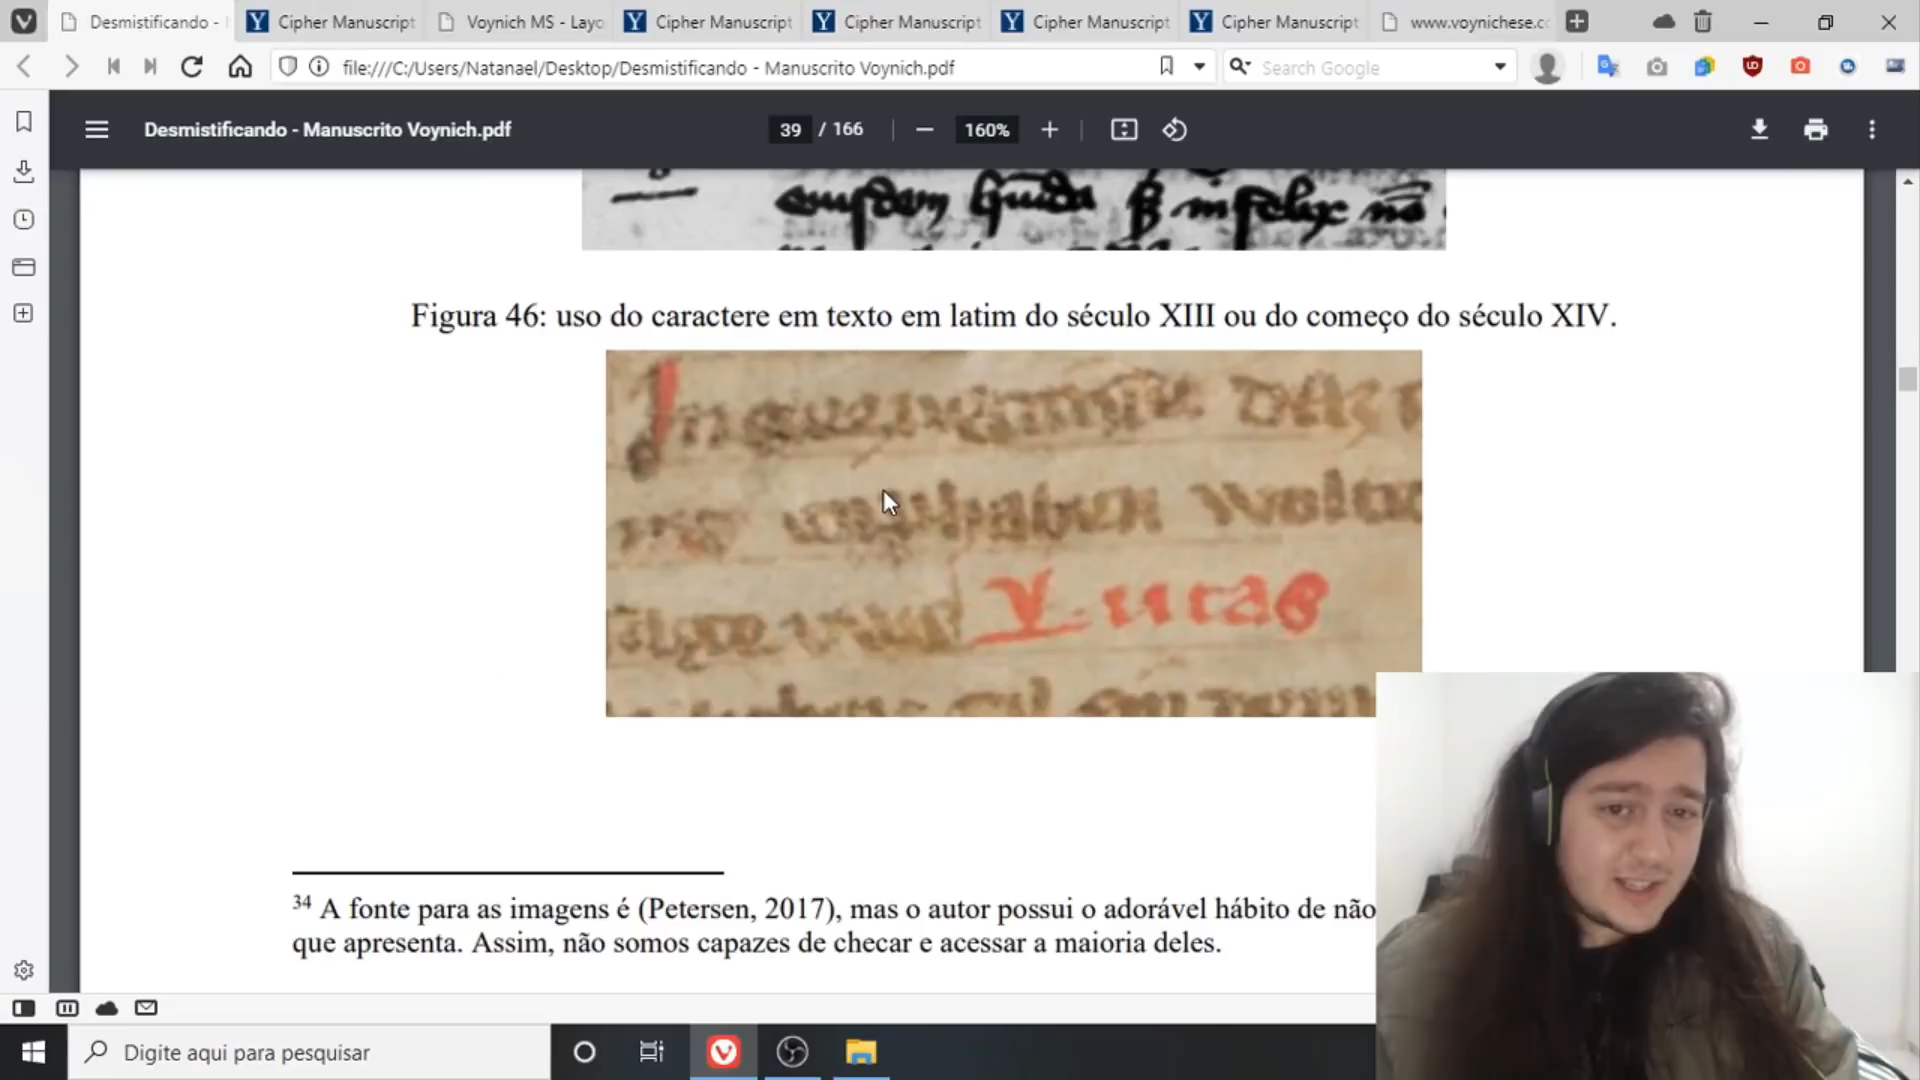 Desmistificando -
Cipher Manuscript
Voynich MS - Layo
Cipher Manuscript
Cipher Manuscript
Cipher Manuscript
Cipher Manuscript
www.voynichese.co
file:///C:/Users/Natanael/Desktop/Desmistificando - Manuscrito Voynich.pdf
Search Google
Desmistificando - Manuscrito Voynich.pdf
39 / 166
160%
Figura 46: uso do caractere em texto em latim do século XIII ou do começo do século XIV.
34 A fonte para as imagens é (Petersen, 2017), mas o autor possui o adorável hábito de não
que apresenta. Assim, não somos capazes de checar e acessar a maioria deles.
Digite aqui para pesquisar